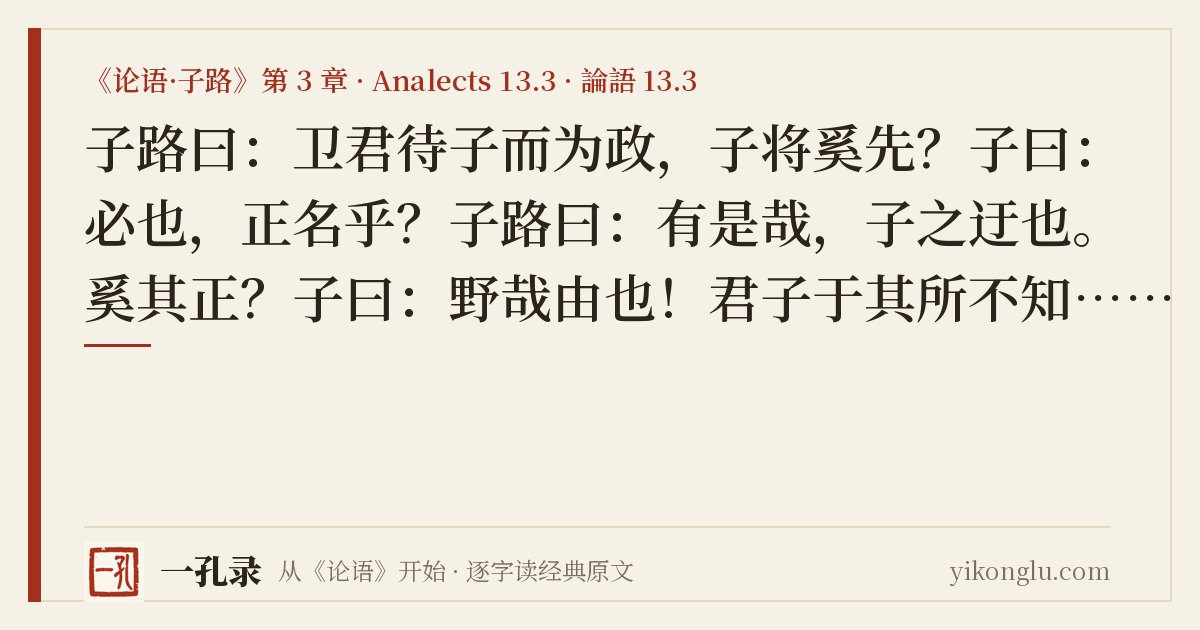 《论语·子路》第 3 章 · Analects 13.3 · 論語 13.3
子路曰：卫君待子而为政，子将奚先？子曰：
必也，正名乎？子路曰：有是哉，子之迂也。
奚其正？子曰：野哉由也！君子于其所不知……
一孔
一孔录 从《论语》开始 · 逐字读经典原文 yikonglu.com